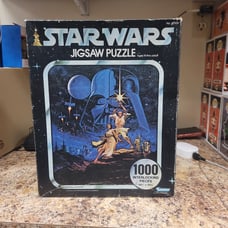 STAR WARS
JIGSAW PUZZLE
1000
INTERLOCKING
PIECES
Kenner